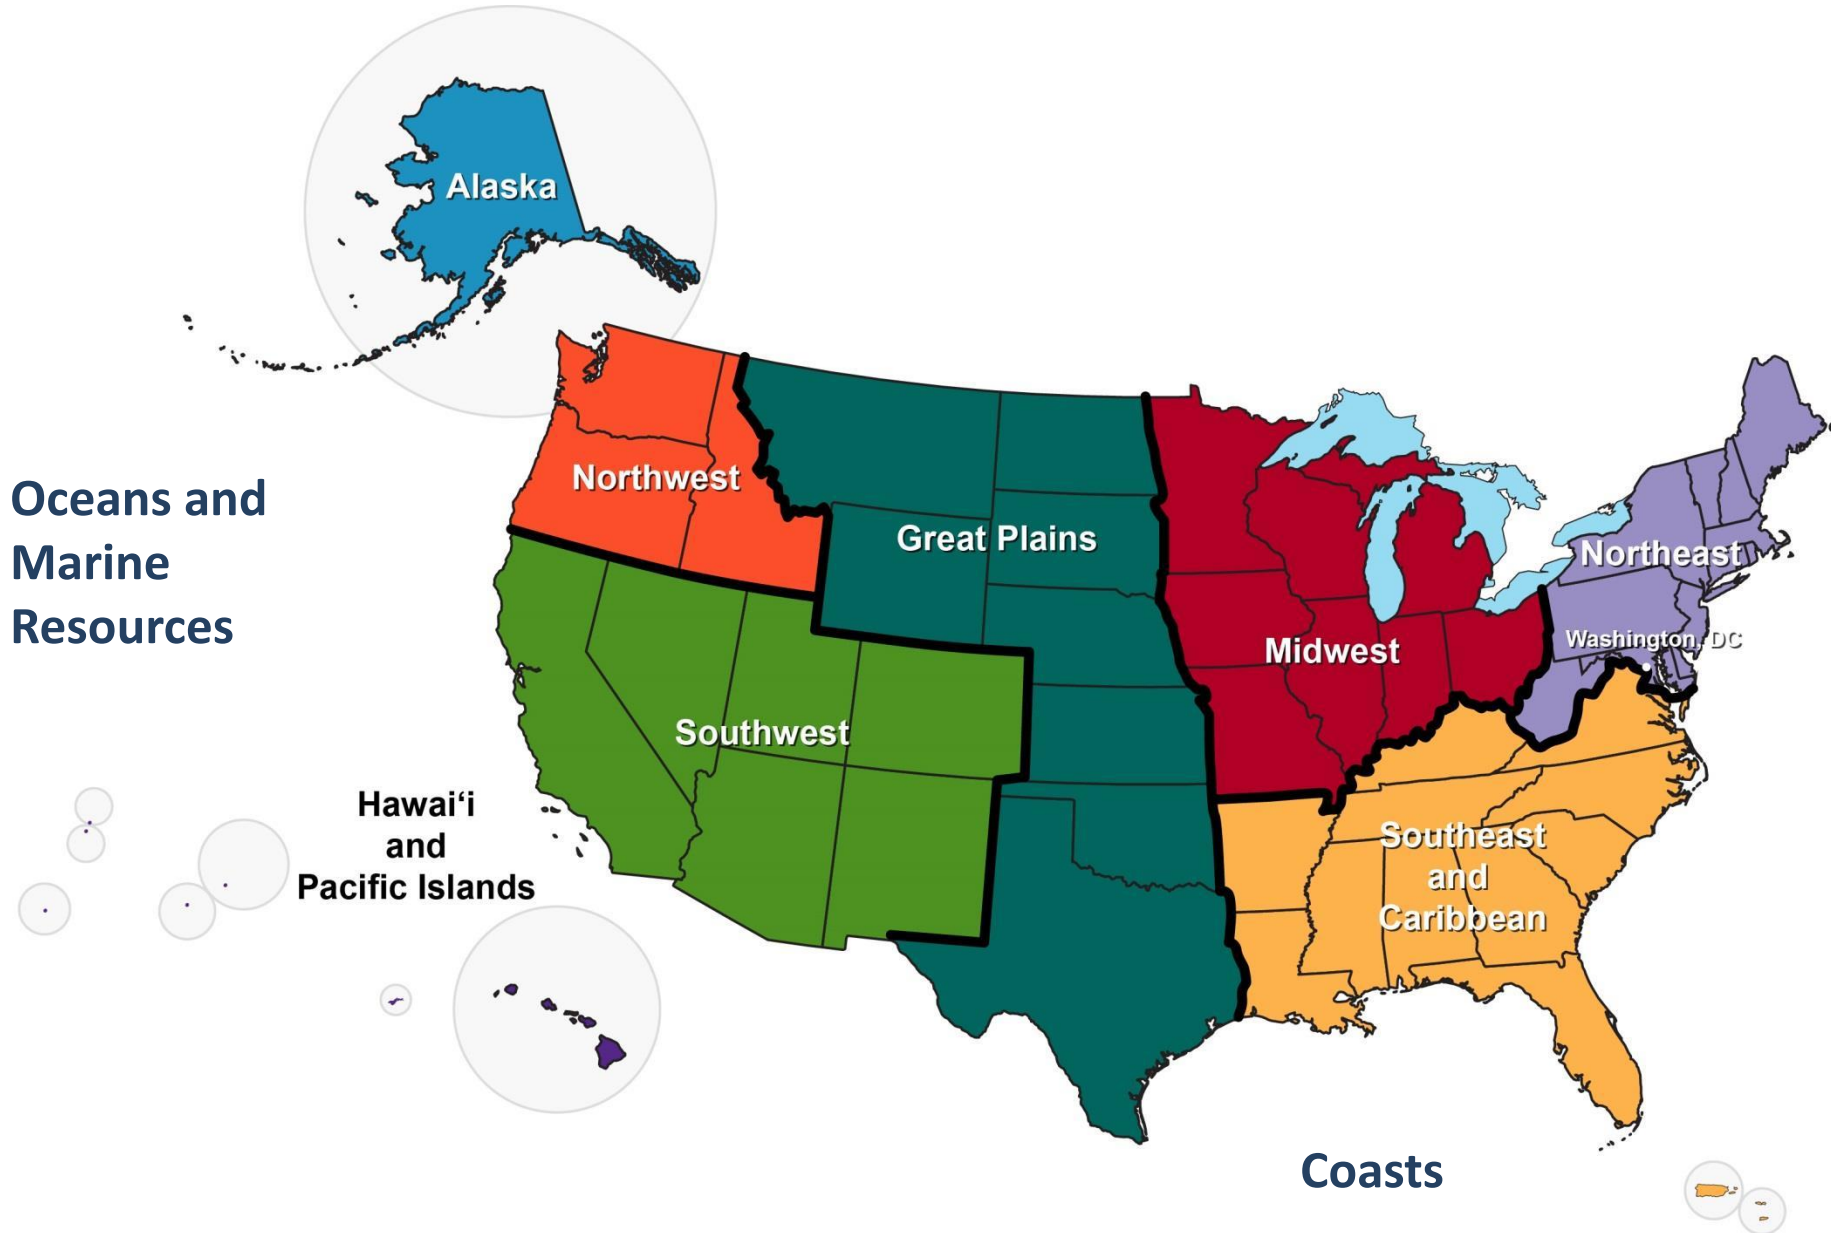 Alaska
Northwest
Oceans and
Marine
Resources
Great Plains
Northeast
Washington, DC
Midwest
Southwest
Hawai‘i
and
Pacific Islands
Southeast
and
Caribbean
Coasts